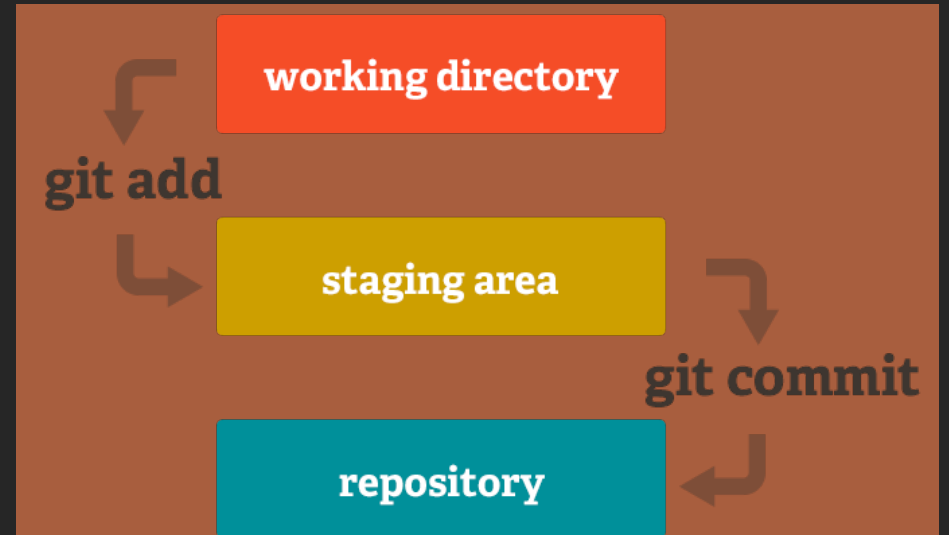 working directory
git add
staging area
git commit
repository